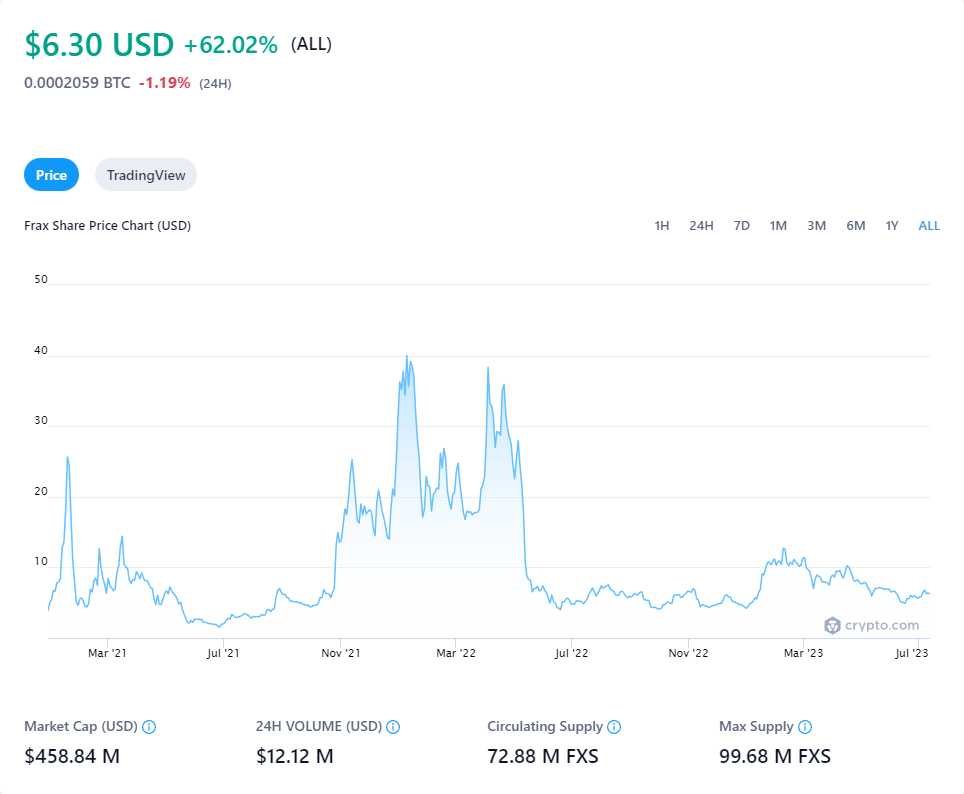 $6.30 USD +62.02% (ALL)
0.0002059 BTC -1.19% (24H)
Price TradingView
Frax Share Price Chart (USD) 1H 24H 7D 1M 3M 6M 1Y ALL
50
40
30
20
10
crypto.com
Mar '21 Jul '21 Nov '21 Mar '22 Jul '22 Nov '22 Mar '23 Jul '23
Market Cap (USD) 24H VOLUME (USD) Circulating Supply Max Supply
$458.84 M $12.12 M 72.88 M FXS 99.68 M FXS